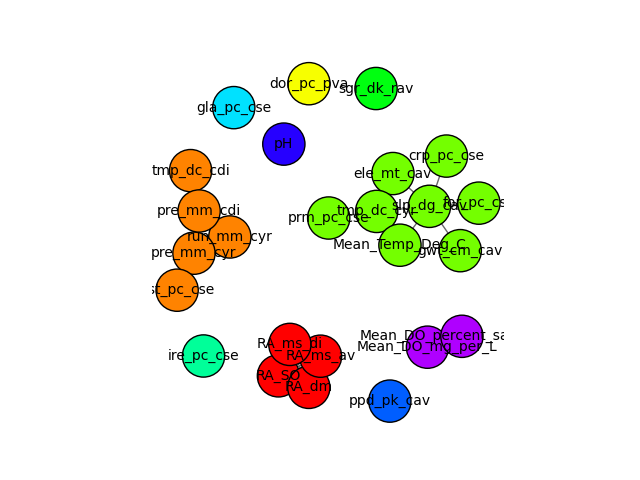 dor_pc_pva
sgr_dk_rav
gla_pc_cse
pH
crp_pc_cse
tmp_dc_cdi
ele_mt_cav
for_pc_cs
slp_dg_cav
pre_mm_cdi
tmp_dc_cyr
prm_pc_cse
run_mm_cyr
Mean_Temp_Deg_C
pre_mm_cyr
gwt_cm_cav
st_pc_cse
Mean_DO_percent_sa
RA_ms_di
Mean_DO_mg_per_L
ire_pc_cse
RA_ms_av
RA_SO
RA_dm
ppd_pk_cav